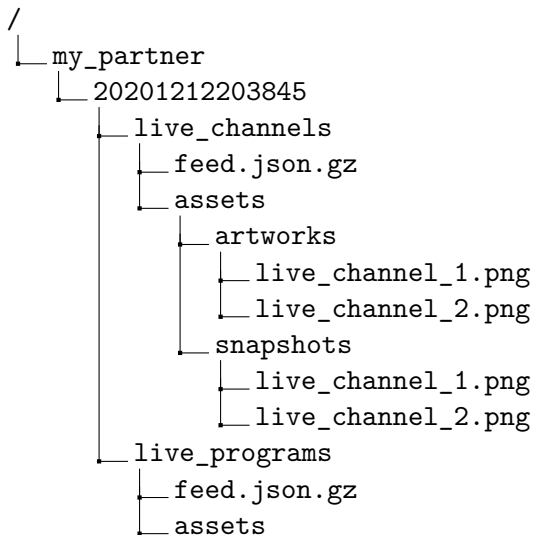 /
my_partner
20201212203845
live_channels
feed.json.gz
assets
artworks
live_channel_1.png
live_channel_2.png
snapshots
live_channel_1.png
live_channel_2.png
live_programs
feed.json.gz
assets